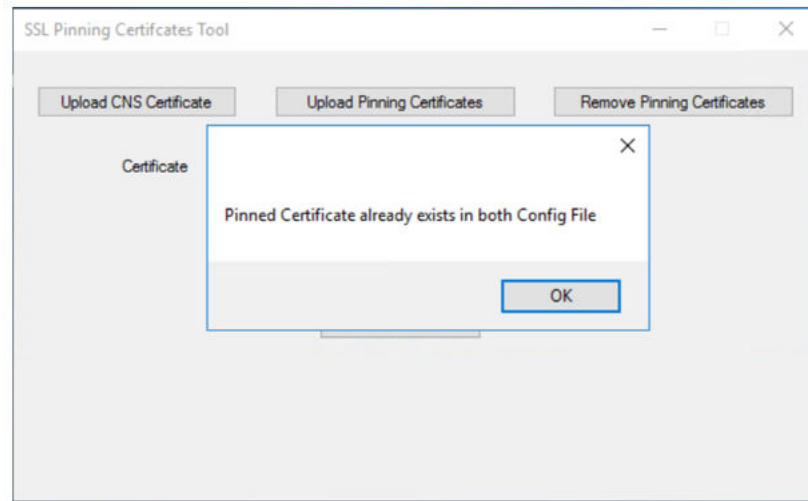 SSL Pinning Certifcates Tool
Upload CNS Certificate
Upload Pinning Certificates
Remove Pinning Certificates
Certificate
Pinned Certificate already exists in both Config File
OK